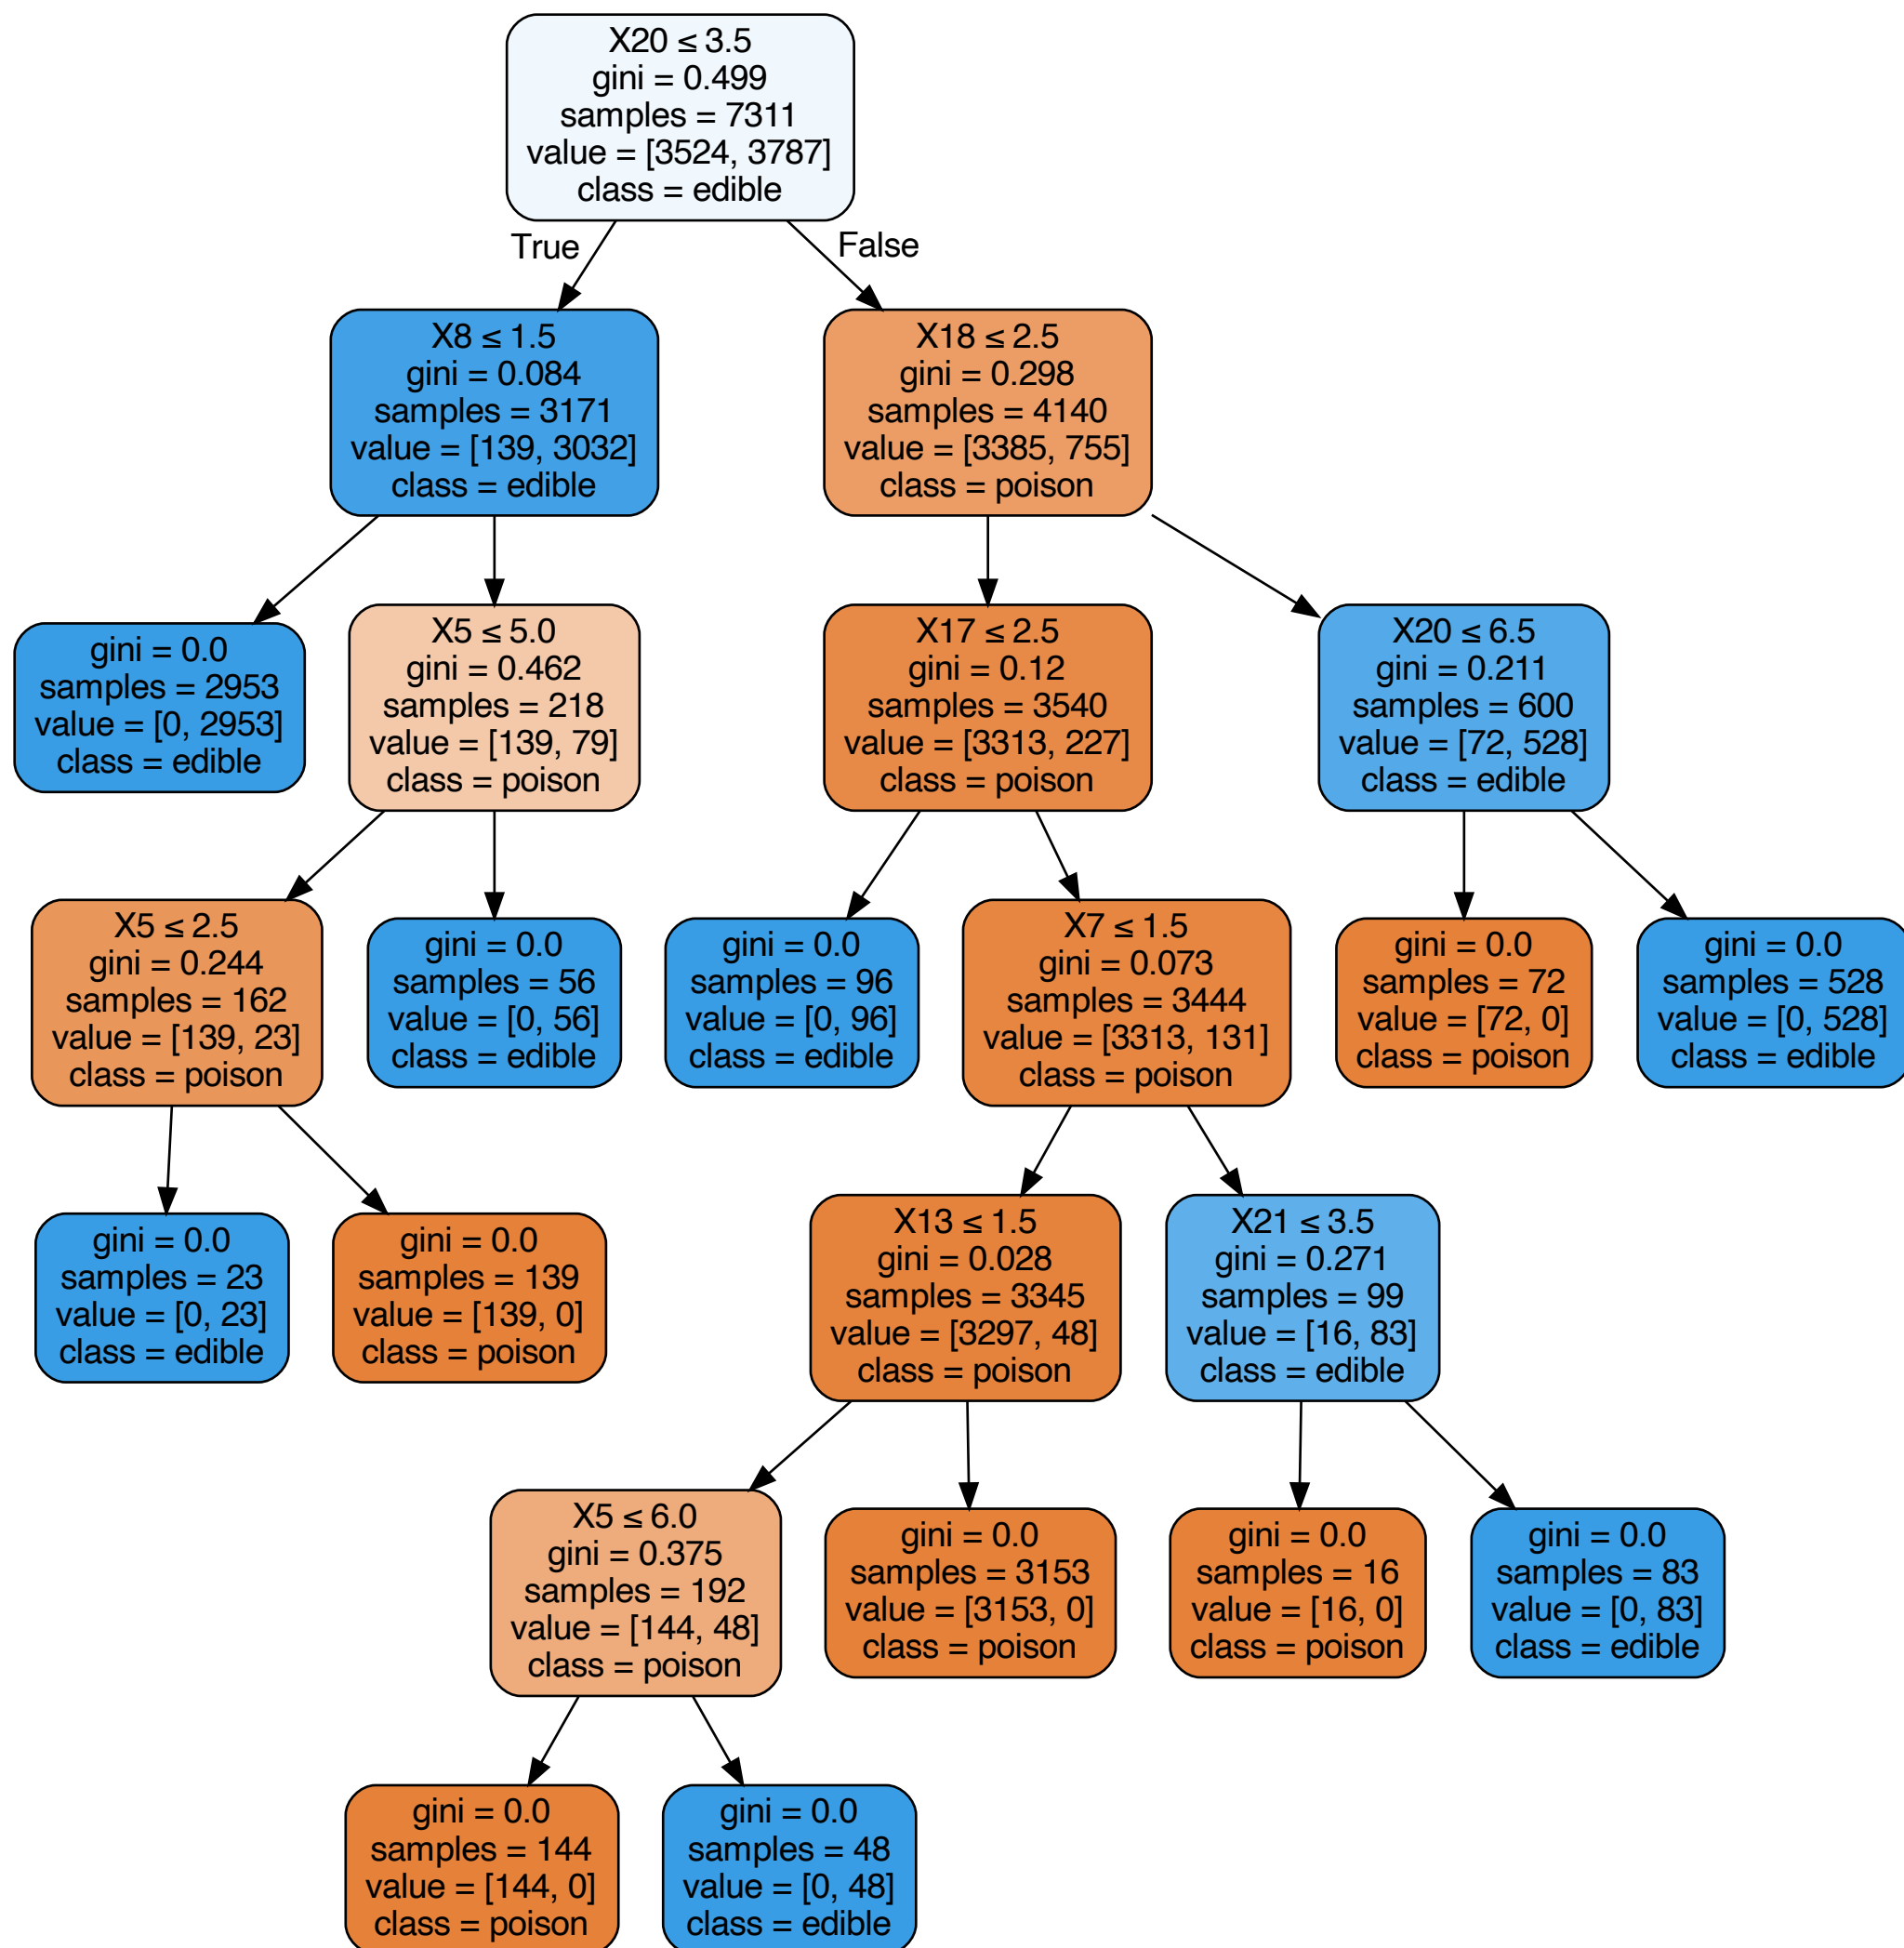 X20 ≤ 3.5
gini = 0.499
samples = 7311
value = [3524, 3787]
class = edible
True
False
X8 ≤ 1.5
gini = 0.084
samples = 3171
value = [139, 3032]
class = edible
X18 ≤ 2.5
gini = 0.298
samples = 4140
value = [3385, 755]
class = poison
gini = 0.0
samples = 2953
value = [0, 2953]
class = edible
X5 ≤ 5.0
gini = 0.462
samples = 218
value = [139, 79]
class = poison
X17 ≤ 2.5
gini = 0.12
samples = 3540
value = [3313, 227]
class = poison
X20 ≤ 6.5
gini = 0.211
samples = 600
value = [72, 528]
class = edible
X5 ≤ 2.5
gini = 0.244
samples = 162
value = [139, 23]
class = poison
gini = 0.0
samples = 56
value = [0, 56]
class = edible
gini = 0.0
samples = 96
value = [0, 96]
class = edible
X7 ≤ 1.5
gini = 0.073
samples = 3444
value = [3313, 131]
class = poison
gini = 0.0
samples = 72
value = [72, 0]
class = poison
gini = 0.0
samples = 528
value = [0, 528]
class = edible
gini = 0.0
samples = 23
value = [0, 23]
class = edible
gini = 0.0
samples = 139
value = [139, 0]
class = poison
X13 ≤ 1.5
gini = 0.028
samples = 3345
value = [3297, 48]
class = poison
X21 ≤ 3.5
gini = 0.271
samples = 99
value = [16, 83]
class = edible
X5 ≤ 6.0
gini = 0.375
samples = 192
value = [144, 48]
class = poison
gini = 0.0
samples = 3153
value = [3153, 0]
class = poison
gini = 0.0
samples = 16
value = [16, 0]
class = poison
gini = 0.0
samples = 83
value = [0, 83]
class = edible
gini = 0.0
samples = 144
value = [144, 0]
class = poison
gini = 0.0
samples = 48
value = [0, 48]
class = edible